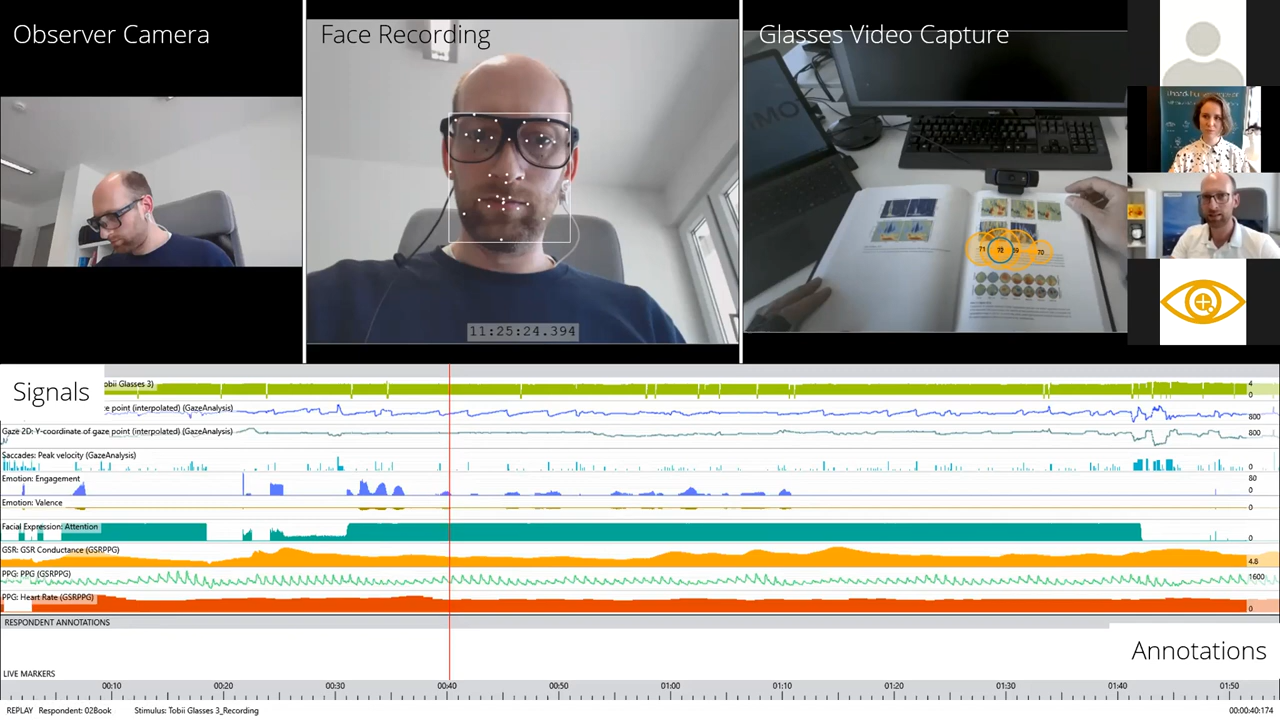 Observer Camera
Face Recording
Glasses Video Capture
11:25:24.394
71
72
69
70
Signals
obii Glasses 3)
4
0
e point (interpolated) (GazeAnalysis)
800
Gaze 2D: Y-coordinate of gaze point (interpolated) (GazeAnalysis)
800
Saccades: Peak velocity (GazeAnalysis)
0
Emotion: Engagement
80
0
Emotion: Valence
0
Facial Expression: Attention
0
GSR: GSR Conductance (GSRPPG)
4.8
PPG: PPG (GSRPPG)
1600
PPG: Heart Rate (GSRPPG)
0
RESPONDENT ANNOTATIONS
Annotations
LIVE MARKERS
00:10
00:20
00:30
00:40
00:50
01:00
01:10
01:20
01:30
01:40
01:50
REPLAY Respondent: 02Book Stimulus: Tobii Glasses 3_Recording
00:00:40:174